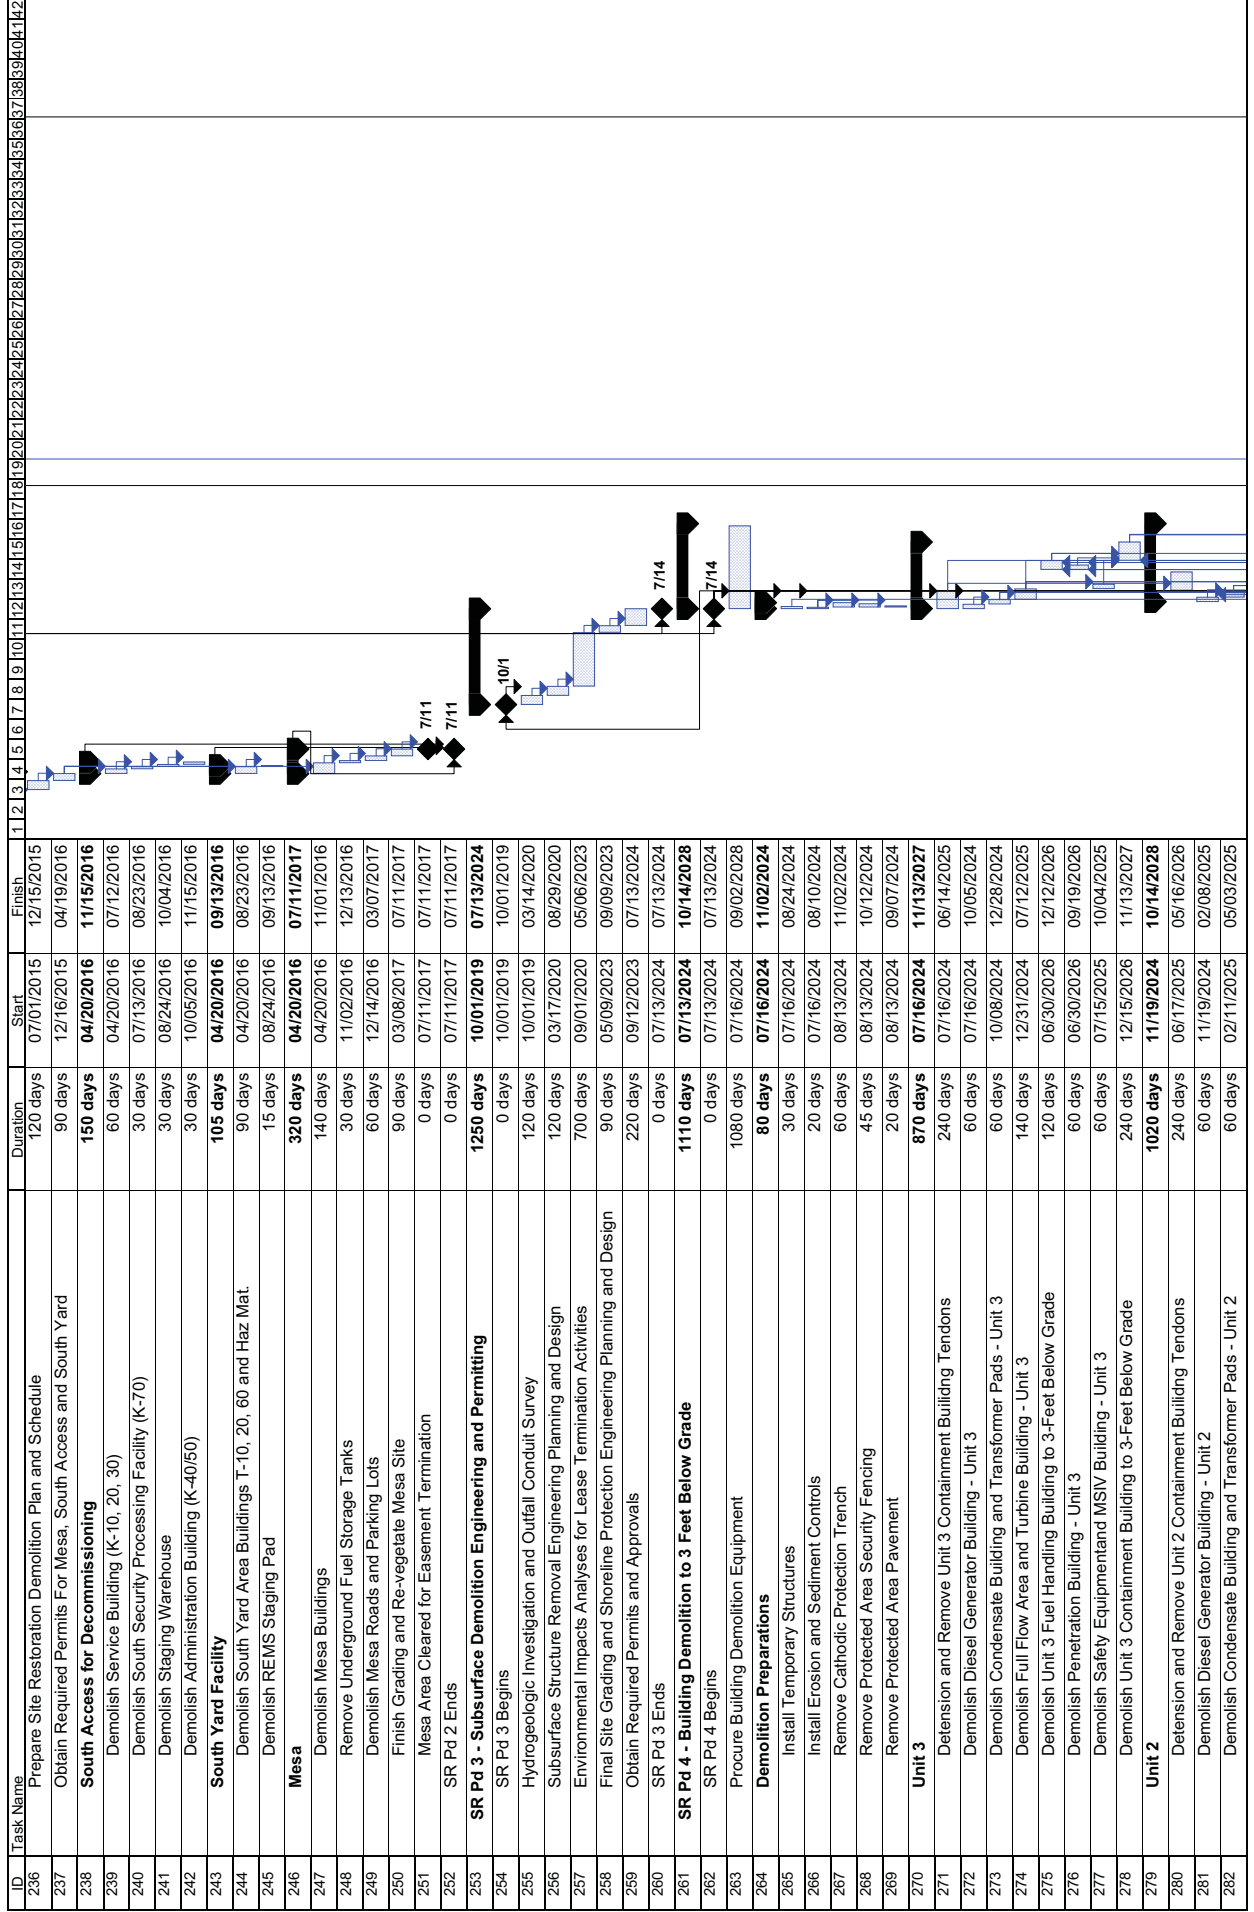 ID Task Name Duration Start Finish 1 2 3 4 5 6 7 8 9 10 11 12 13 14 15 16 17 18 19 20 21 22 23 24 25 26 27 28 29 30 31 32 33 34 35 36 37 38 39 40 41 42
236 Prepare Site Restoration Demolition Plan and Schedule 120 days 07/01/2015 12/15/2015
237 Obtain Required Permits For Mesa, South Access and South Yard 90 days 12/16/2015 04/19/2016
238 South Access for Decommissioning 150 days 04/20/2016 11/15/2016
239 Demolish Service Building (K-10, 20, 30) 60 days 04/20/2016 07/12/2016
240 Demolish South Security Processing Facility (K-70) 30 days 07/13/2016 08/23/2016
241 Demolish Staging Warehouse 30 days 08/24/2016 10/04/2016
242 Demolish Administration Building (K-40/50) 30 days 10/05/2016 11/15/2016
243 South Yard Facility 105 days 04/20/2016 09/13/2016
244 Demolish South Yard Area Buildings T-10, 20, 60 and Haz Mat. 90 days 04/20/2016 08/23/2016
245 Demolish REMS Staging Pad 15 days 08/24/2016 09/13/2016
246 Mesa 320 days 04/20/2016 07/11/2017
247 Demolish Mesa Buildings 140 days 04/20/2016 11/01/2016
248 Remove Underground Fuel Storage Tanks 30 days 11/02/2016 12/13/2016
249 Demolish Mesa Roads and Parking Lots 60 days 12/14/2016 03/07/2017
250 Finish Grading and Re-vegetate Mesa Site 90 days 03/08/2017 07/11/2017
251 Mesa Area Cleared for Easement Termination 0 days 07/11/2017 07/11/2017 7/11
252 SR Pd 2 Ends 0 days 07/11/2017 07/11/2017 7/11
253 SR Pd 3 - Subsurface Demolition Engineering and Permitting 1250 days 10/01/2019 07/13/2024
254 SR Pd 3 Begins 0 days 10/01/2019 10/01/2019 10/1
255 Hydrogeologic Investigation and Outfall Conduit Survey 120 days 10/01/2019 03/14/2020
256 Subsurface Structure Removal Engineering Planning and Design 120 days 03/17/2020 08/29/2020
257 Environmental Impacts Analyses for Lease Termination Activities 700 days 09/01/2020 05/06/2023
258 Final Site Grading and Shoreline Protection Engineering Planning and Design 90 days 05/09/2023 09/09/2023
259 Obtain Required Permits and Approvals 220 days 09/12/2023 07/13/2024
260 SR Pd 3 Ends 0 days 07/13/2024 07/13/2024 7/14
261 SR Pd 4 - Building Demolition to 3 Feet Below Grade 1110 days 07/13/2024 10/14/2028
262 SR Pd 4 Begins 0 days 07/13/2024 07/13/2024 7/14
263 Procure Building Demolition Equipment 1080 days 07/16/2024 09/02/2028
264 Demolition Preparations 80 days 07/16/2024 11/02/2024
265 Install Temporary Structures 30 days 07/16/2024 08/24/2024
266 Install Erosion and Sediment Controls 20 days 07/16/2024 08/10/2024
267 Remove Cathodic Protection Trench 60 days 08/13/2024 11/02/2024
268 Remove Protected Area Security Fencing 45 days 08/13/2024 10/12/2024
269 Remove Protected Area Pavement 20 days 08/13/2024 09/07/2024
270 Unit 3 870 days 07/16/2024 11/13/2027
271 Detension and Remove Unit 3 Containment Buildng Tendons 240 days 07/16/2024 06/14/2025
272 Demolish Diesel Generator Building - Unit 3 60 days 07/16/2024 10/05/2024
273 Demolish Condensate Building and Transformer Pads - Unit 3 60 days 10/08/2024 12/28/2024
274 Demolish Full Flow Area and Turbine Building - Unit 3 140 days 12/31/2024 07/12/2025
275 Demolish Unit 3 Fuel Handling Building to 3-Feet Below Grade 120 days 06/30/2026 12/12/2026
276 Demolish Penetration Building - Unit 3 60 days 06/30/2026 09/19/2026
277 Demolish Safety Equipmentand MSIV Building - Unit 3 60 days 07/15/2025 10/04/2025
278 Demolish Unit 3 Containment Building to 3-Feet Below Grade 240 days 12/15/2026 11/13/2027
279 Unit 2 1020 days 11/19/2024 10/14/2028
280 Detension and Remove Unit 2 Containment Builidng Tendons 240 days 06/17/2025 05/16/2026
281 Demolish Diesel Generator Building - Unit 2 60 days 11/19/2024 02/08/2025
282 Demolish Condensate Building and Transformer Pads - Unit 2 60 days 02/11/2025 05/03/2025